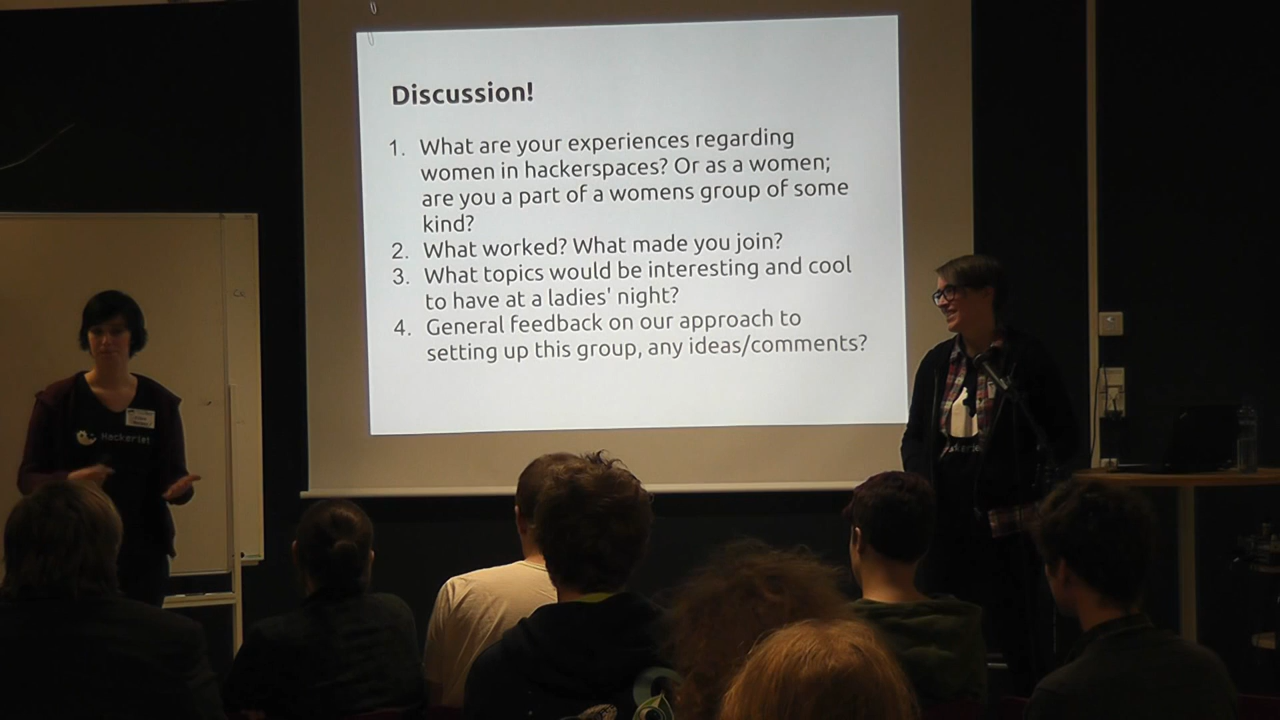 Discussion!
1. What are your experiences regarding
women in hackerspaces? Or as a women;
are you a part of a womens group of some
kind?
2. What worked? What made you join?
3. What topics would be interesting and cool
to have at a ladies' night?
4. General feedback on our approach to
setting up this group, any ideas/comments?
Hackeriet